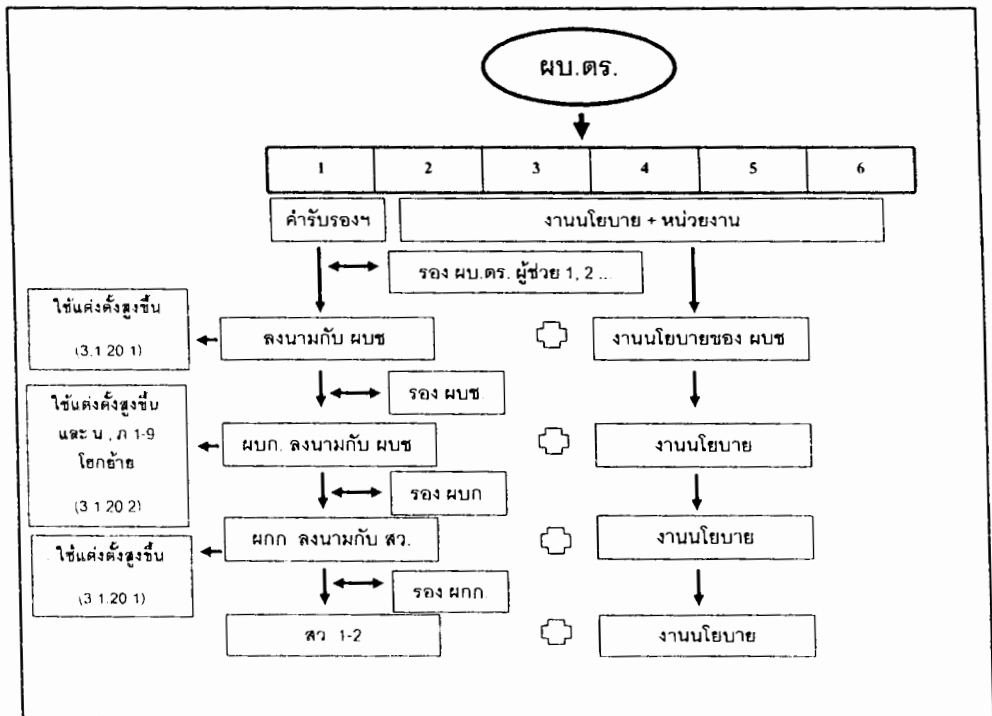 ผบ.ตร.
1 2 3 4 5 6
คำรับรองฯ
งานนโยบาย + หน่วยงาน
รอง ผบ.ตร. ผู้ช่วย 1, 2 ...
ใช้แต่งตั้งสูงขึ้น
(3.1.20 1)
ลงนามกับ ผบช
งานนโยบายของ ผบช
รอง ผบช.
ใช้แต่งตั้งสูงขึ้น
และ น , ภ 1-9
โยกย้าย
(3 1 20 2)
ผบก. ลงนามกับ ผบช
งานนโยบาย
รอง ผบก
ใช้แต่งตั้งสูงขึ้น
(3 1.20 1)
ผกก ลงนามกับ สว.
งานนโยบาย
รอง ผกก.
สว 1-2
งานนโยบาย